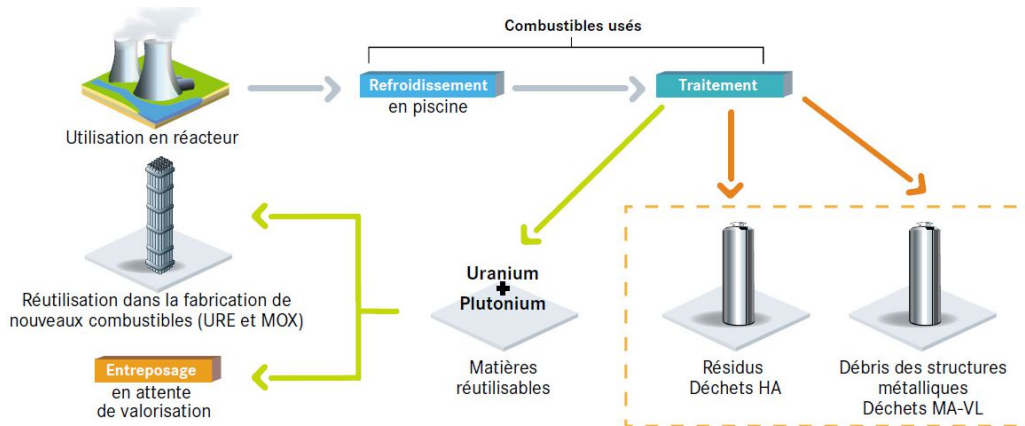 Combustibles usés
Refroidissement
en piscine
Traitement
Utilisation en réacteur
Uranium
+
Plutonium
Réutilisation dans la fabrication de
nouveaux combustibles (URE et MOX)
Entreposage
en attente
de valorisation
Matières
réutilisables
Résidus
Déchets HA
Débris des structures
métalliques
Déchets MA-VL